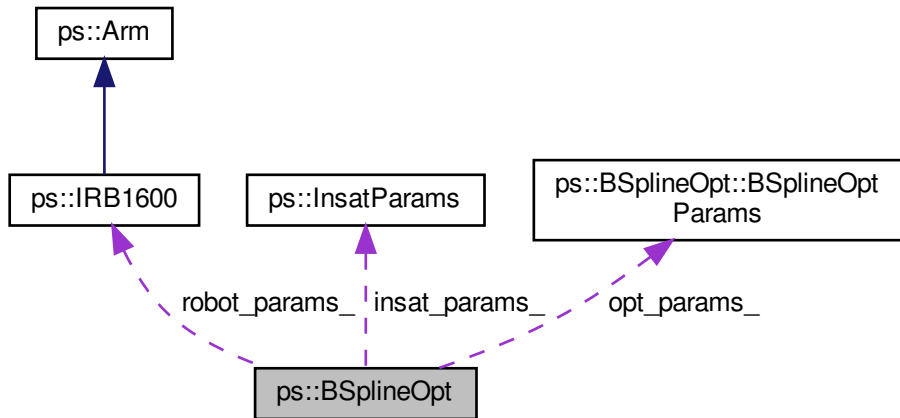 ps::Arm
ps::IRB1600
ps::InsatParams
ps::BSplineOpt::BSplineOpt
Params
robot_params_
insat_params_
opt_params_
ps::BSplineOpt